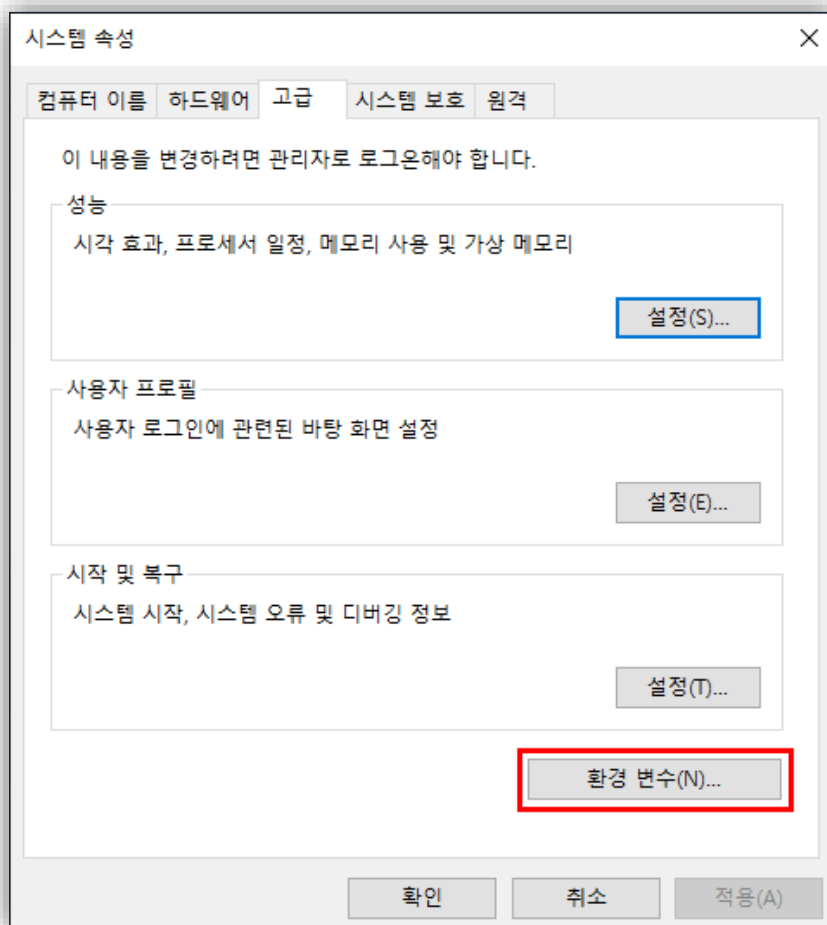 시스템 속성
컴퓨터 이름 하드웨어 고급 시스템 보호 원격
이 내용을 변경하려면 관리자로 로그온해야 합니다.
성능
시각 효과, 프로세서 일정, 메모리 사용 및 가상 메모리
설정(S)...
사용자 프로필
사용자 로그인에 관련된 바탕 화면 설정
설정(E)...
시작 및 복구
시스템 시작, 시스템 오류 및 디버깅 정보
설정(T)...
환경 변수(N)...
확인 취소 적용(A)